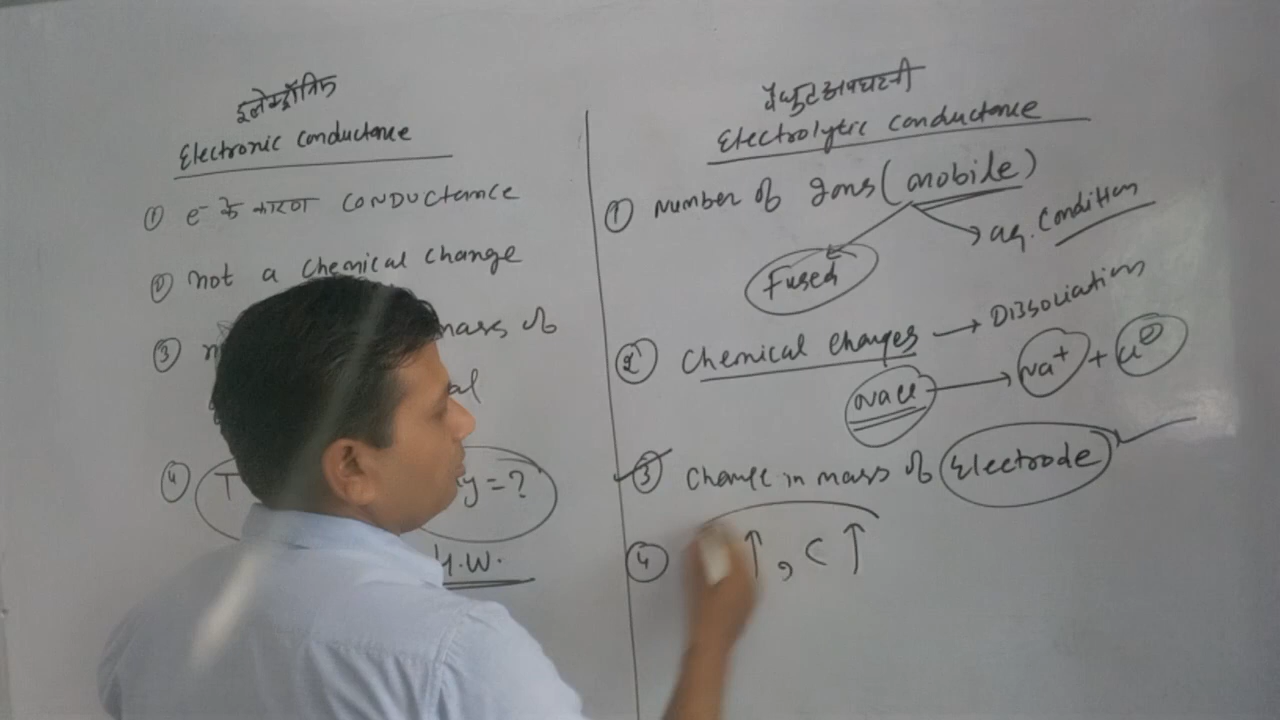 इलेक्ट्रॉनिक
Electronic conductance
① e⁻ के कारण CONDUCTANCE
② not a chemical change
③ mass of
④ T y = ?
H.W.
वैधुत अपघटनी
Electrolytic conductance
① Number of Ions (mobile)
Fused aq. condition
② Chemical changes → Dissociation
NaCl → Na⁺ + Cl⊖
③ Change in mass of Electrode
④ ↑, C ↑